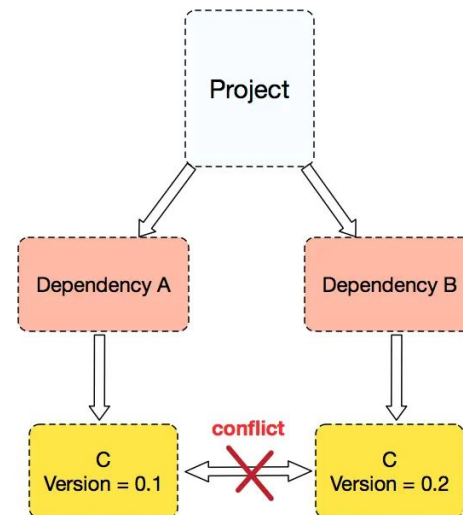 Project
Dependency A
Dependency B
conflict
C
Version = 0.1
C
Version = 0.2